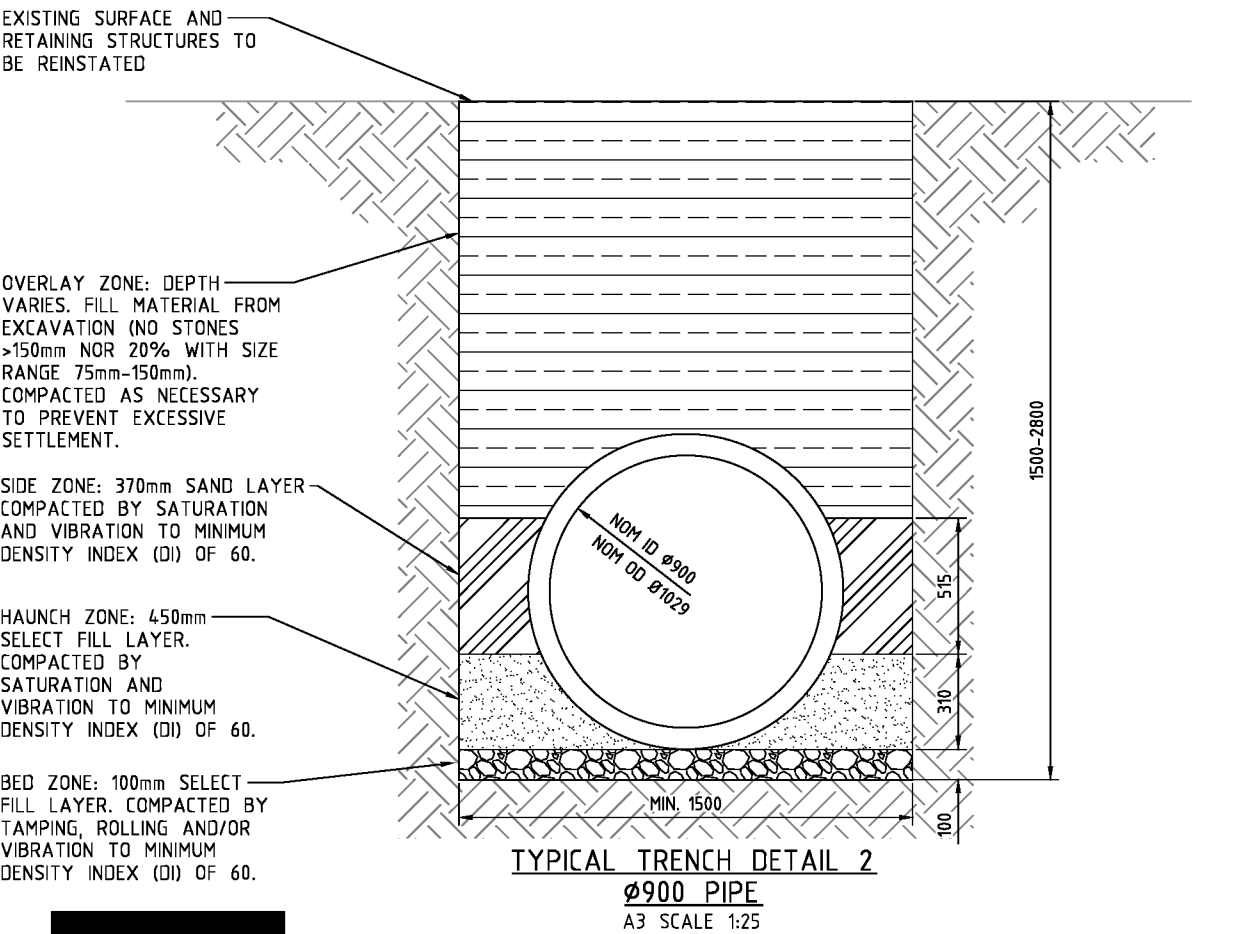 EXISTING SURFACE AND
RETAINING STRUCTURES TO
BE REINSTATED
OVERLAY ZONE: DEPTH
VARIES. FILL MATERIAL FROM
EXCAVATION (NO STONES
>150mm NOR 20% WITH SIZE
RANGE 75mm-150mm).
COMPACTED AS NECESSARY
TO PREVENT EXCESSIVE
SETTLEMENT.
SIDE ZONE: 370mm SAND LAYER
COMPACTED BY SATURATION
AND VIBRATION TO MINIMUM
DENSITY INDEX (DI) OF 60.
HAUNCH ZONE: 450mm
SELECT FILL LAYER.
COMPACTED BY
SATURATION AND
VIBRATION TO MINIMUM
DENSITY INDEX (DI) OF 60.
BED ZONE: 100mm SELECT
FILL LAYER. COMPACTED BY
TAMPING, ROLLING AND/OR
VIBRATION TO MINIMUM
DENSITY INDEX (DI) OF 60.
NOM ID ø900
NOM OD Ø1029
1500-2800
515
310
100
MIN. 1500
TYPICAL TRENCH DETAIL 2
Ø900 PIPE
A3 SCALE 1:25